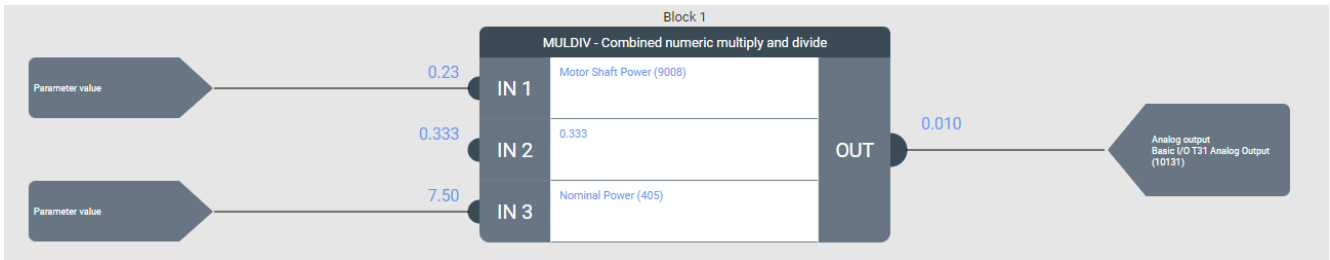 Block 1
MULDIV - Combined numeric multiply and divide
Parameter value
0.23
IN 1
Motor Shaft Power (9008)
0.333
IN 2
0.333
OUT
0.010
Analog output
Basic I/O T31 Analog Output
(10131)
Parameter value
7.50
IN 3
Nominal Power (405)